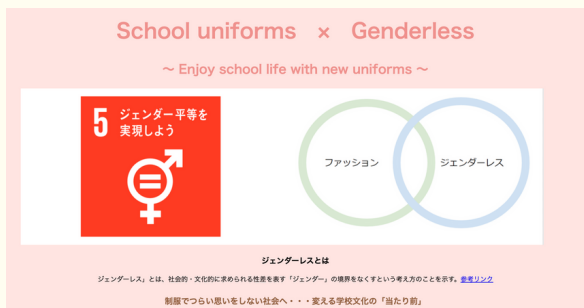 School uniforms × Genderless
～ Enjoy school life with new uniforms ～
5 ジェンダー平等を
実現しよう
ファッション
ジェンダーレス
ジェンダーレスとは
ジェンダーレス」とは、社会的・文化的に求められる性差を表す「ジェンダー」の境界をなくすという考え方のことを示す。参考リンク
制服でつらい思いをしない社会へ・・・変える学校文化の「当たり前」